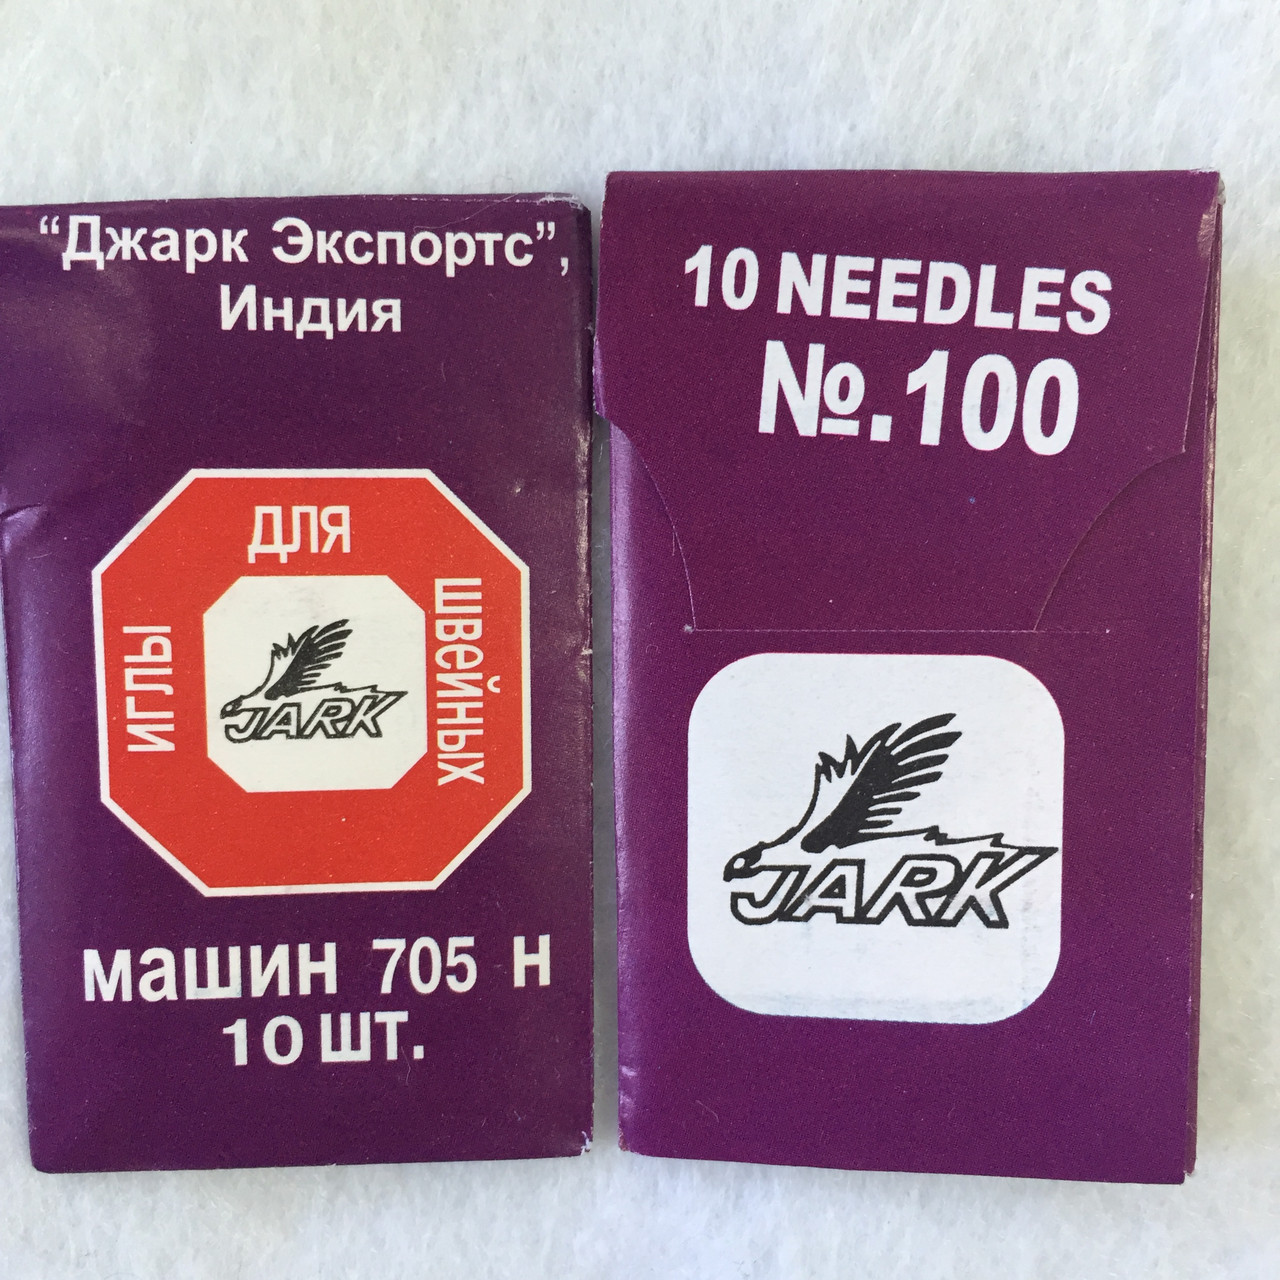 “Джарк Экспортс”,
Индия
ИГЛЫ
ДЛЯ
ШВЕЙНЫХ
JARK
машин 705 н
10 шт.
10 NEEDLES
№.100
JARK